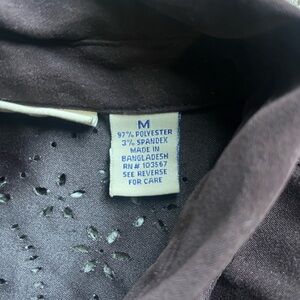 M
97% POLYESTER
3% SPANDEX
MADE IN
BANGLADESH
RN# 103567
SEE REVERSE
FOR CARE